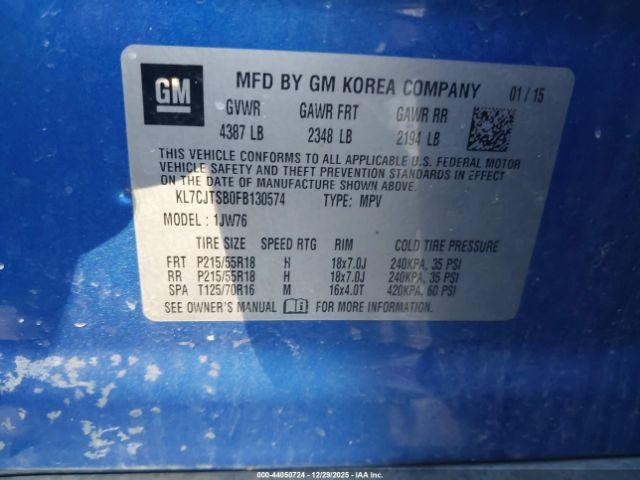 GM
MFD BY GM KOREA COMPANY 01/15
GVWR GAWR FRT GAWR RR
4387 LB 2348 LB 2194 LB
THIS VEHICLE CONFORMS TO ALL APPLICABLE U.S. FEDERAL MOTOR
VEHICLE SAFETY AND THEFT PREVENTION STANDARDS IN EFFECT
ON THE DATE OF MANUFACTURE SHOWN ABOVE.
KL7CJTSB0FB130574 TYPE: MPV
MODEL: 1JW76
TIRE SIZE SPEED RTG RIM COLD TIRE PRESSURE
FRT P215/55R18 H 18x7.0J 240KPA, 35 PSI
RR P215/55R18 H 18x7.0J 240KPA, 35 PSI
SPA T125/70R16 M 16x4.0T 420KPA, 60 PSI
SEE OWNER'S MANUAL FOR MORE INFORMATION
000-44050724 - 12/29/2025 - IAAI, Inc.